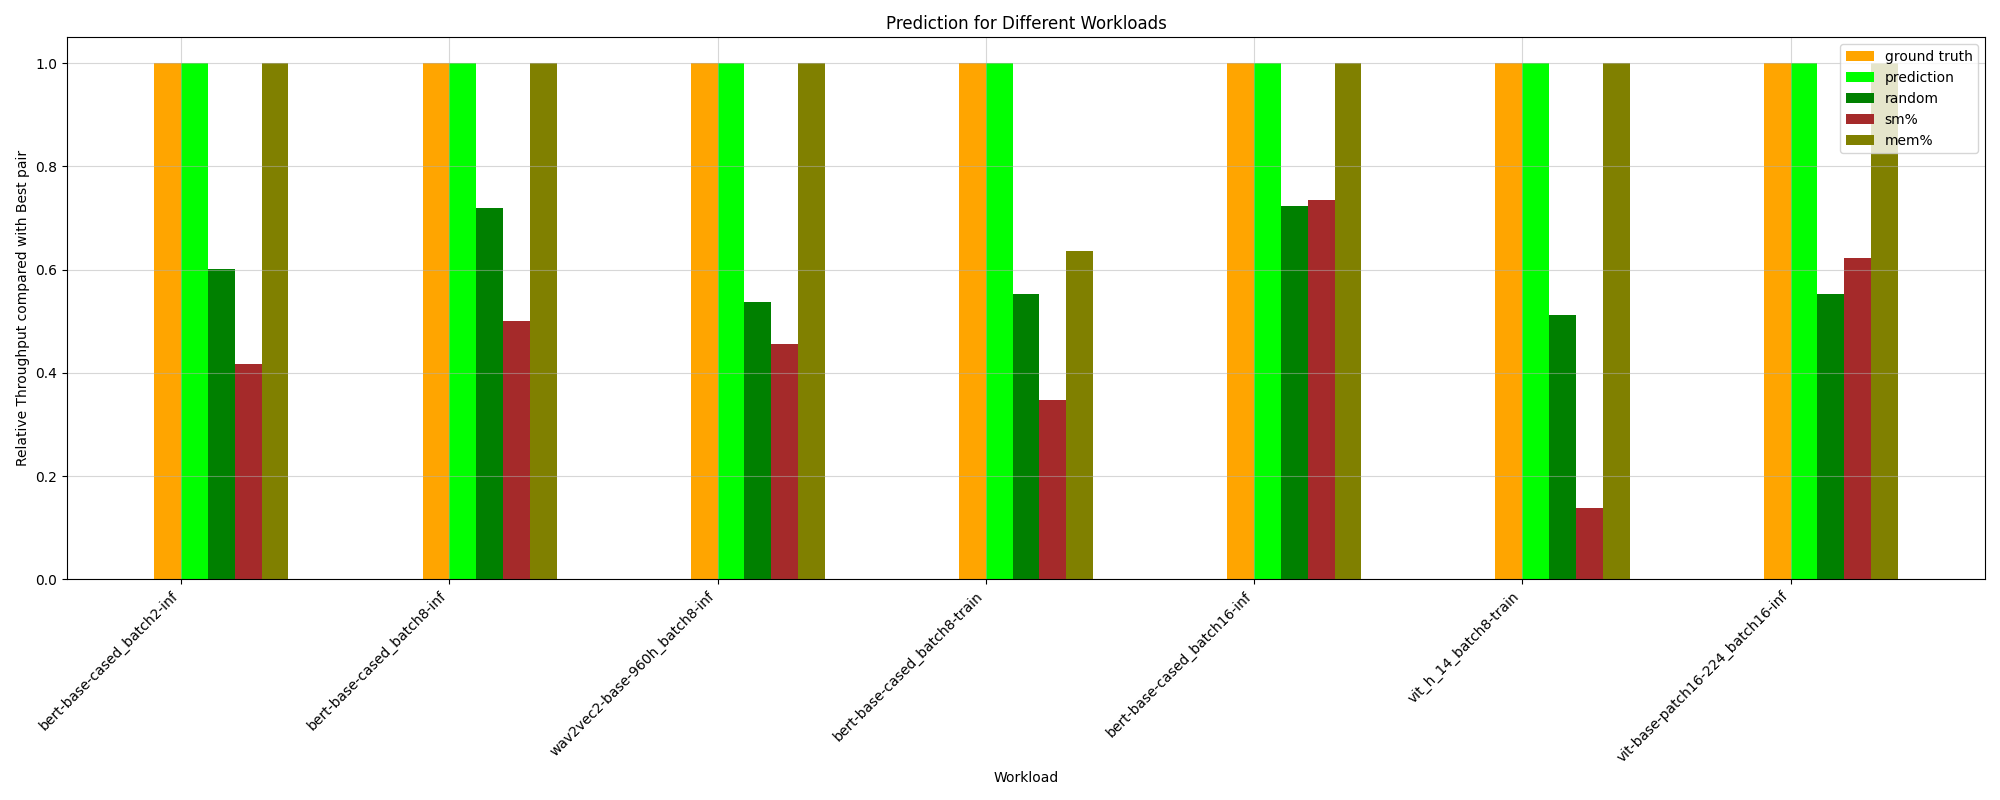 Prediction for Different Workloads
Relative Throughput compared with Best pair
1.0
0.8
0.6
0.4
0.2
0.0
ground truth
prediction
random
sm%
mem%
bert-base-cased_batch2-inf
bert-base-cased_batch8-inf
wav2vec2-base-960h_batch8-inf
bert-base-cased_batch8-train
bert-base-cased_batch16-inf
vit_h_14_batch8-train
vit-base-patch16-224_batch16-inf
Workload